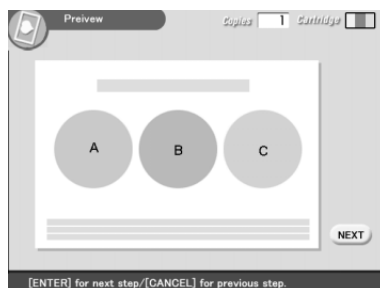 Preivew Copies 1 Cartridge
A B C
NEXT
[ENTER] for next step/[CANCEL] for previous step.